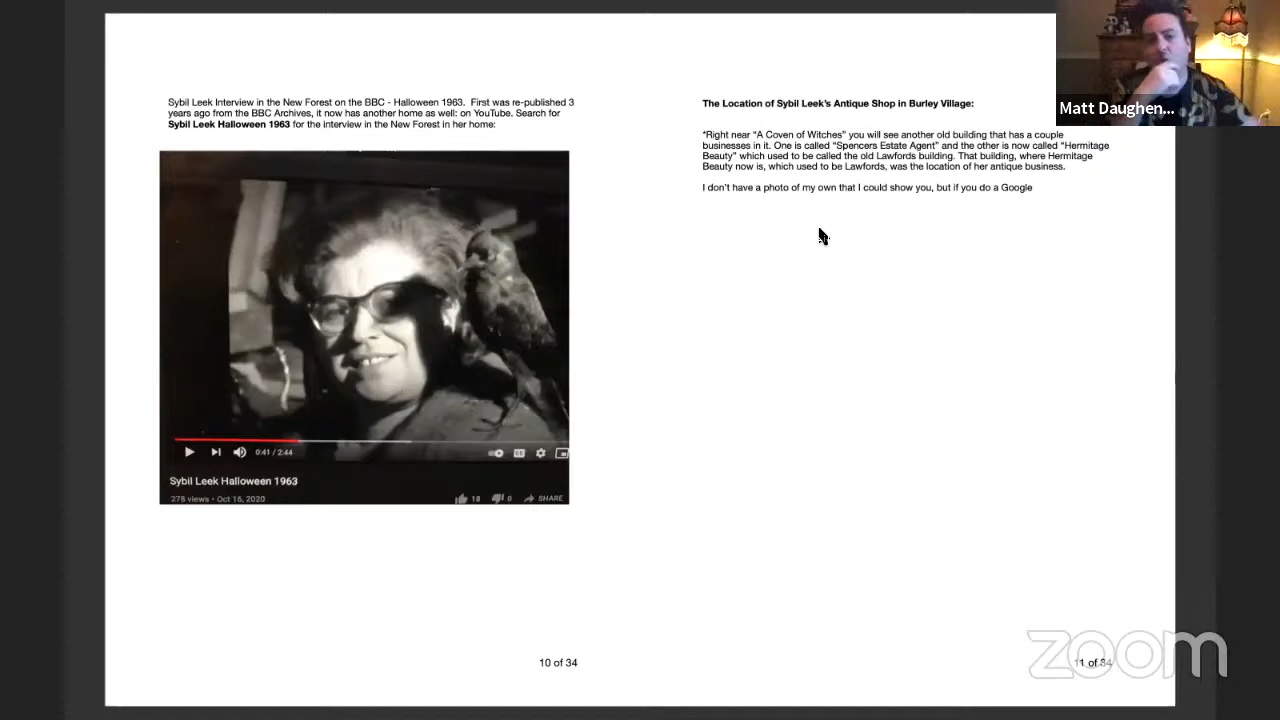 Sybil Leek Interview in the New Forest on the BBC - Halloween 1963. First was re-published 3
years ago from the BBC Archives, it now has another home as well: on YouTube. Search for
Sybil Leek Halloween 1963 for the interview in the New Forest in her home:
0:41 / 2:44
CC
Sybil Leek Halloween 1963
278 views • Oct 16, 2020
18
0
SHARE
10 of 34
The Location of Sybil Leek's Antique Shop in Burley Village:
*Right near "A Coven of Witches" you will see another old building that has a couple
businesses in it. One is called "Spencers Estate Agent" and the other is now called "Hermitage
Beauty" which used to be called the old Lawfords building. That building, where Hermitage
Beauty now is, which used to be Lawfords, was the location of her antique business.
I don't have a photo of my own that I could show you, but if you do a Google
11 of 34
Matt Daughen...
zoom